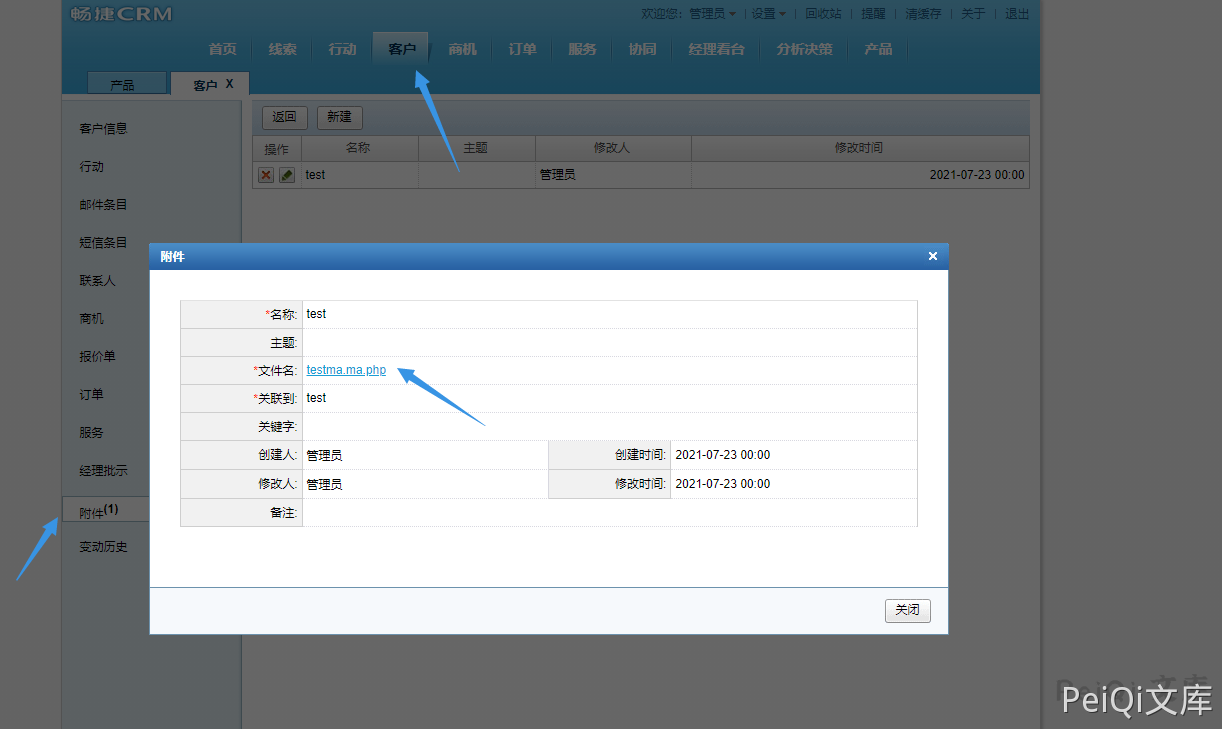 畅捷CRM
欢迎您: 管理员 设置 回收站 提醒 清缓存 关于 退出
首页 线索 行动 客户 商机 订单 服务 协同 经理看台 分析决策 产品
产品 客户 X
客户信息
行动
邮件条目
短信条目
联系人
商机
报价单
订单
服务
经理批示
附件(1)
变动历史
返回 新建
操作 名称 主题 修改人 修改时间
test 管理员 2021-07-23 00:00
附件 ×
*名称: test
主题:
*文件名: testma.ma.php
*关联到: test
关键字:
创建人: 管理员 创建时间: 2021-07-23 00:00
修改人: 管理员 修改时间: 2021-07-23 00:00
备注:
关闭
PeiQi文库